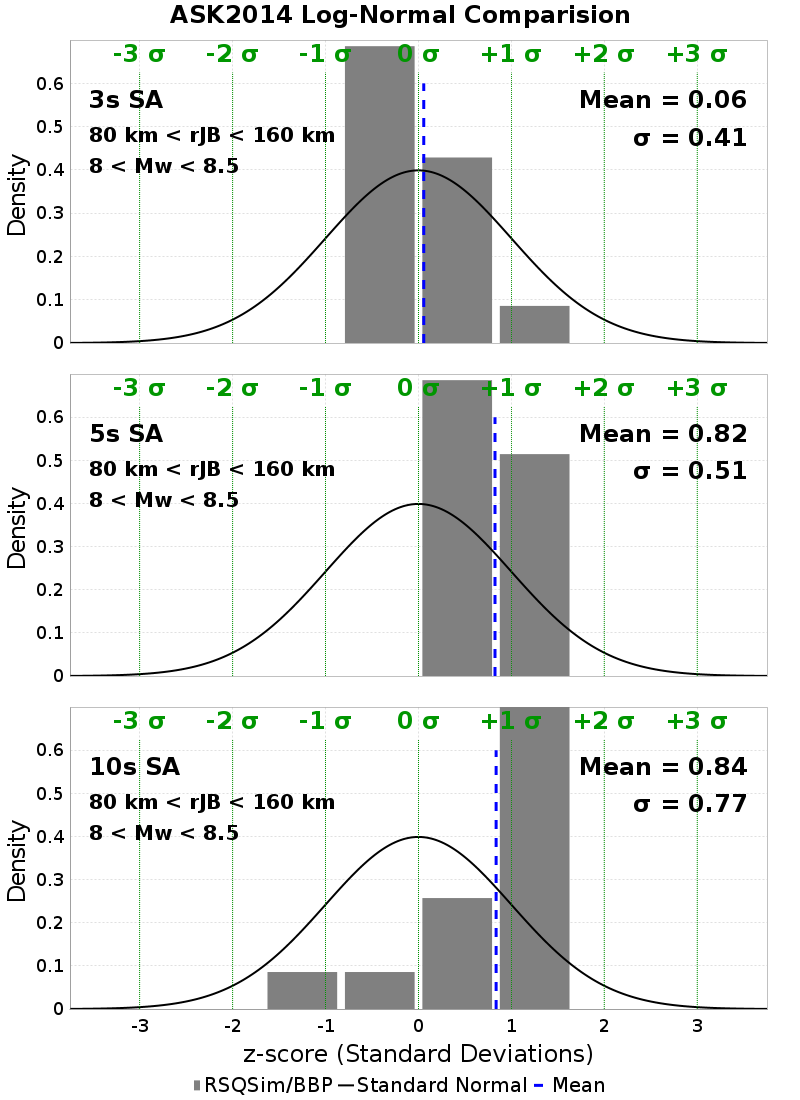 ASK2014 Log-Normal Comparision
-3 σ -2 σ -1 σ 0 σ +1 σ +2 σ +3 σ
3s SA
80 km < rJB < 160 km
8 < Mw < 8.5
Mean = 0.06
σ = 0.41
0.6
0.5
0.4
0.3
0.2
0.1
0
Density
-3 σ -2 σ -1 σ 0 σ +1 σ +2 σ +3 σ
5s SA
80 km < rJB < 160 km
8 < Mw < 8.5
Mean = 0.82
σ = 0.51
0.6
0.5
0.4
0.3
0.2
0.1
0
Density
-3 σ -2 σ -1 σ 0 σ +1 σ +2 σ +3 σ
10s SA
80 km < rJB < 160 km
8 < Mw < 8.5
Mean = 0.84
σ = 0.77
0.6
0.5
0.4
0.3
0.2
0.1
0
Density
-3 -2 -1 0 1 2 3
z-score (Standard Deviations)
RSQSim/BBP Standard Normal Mean